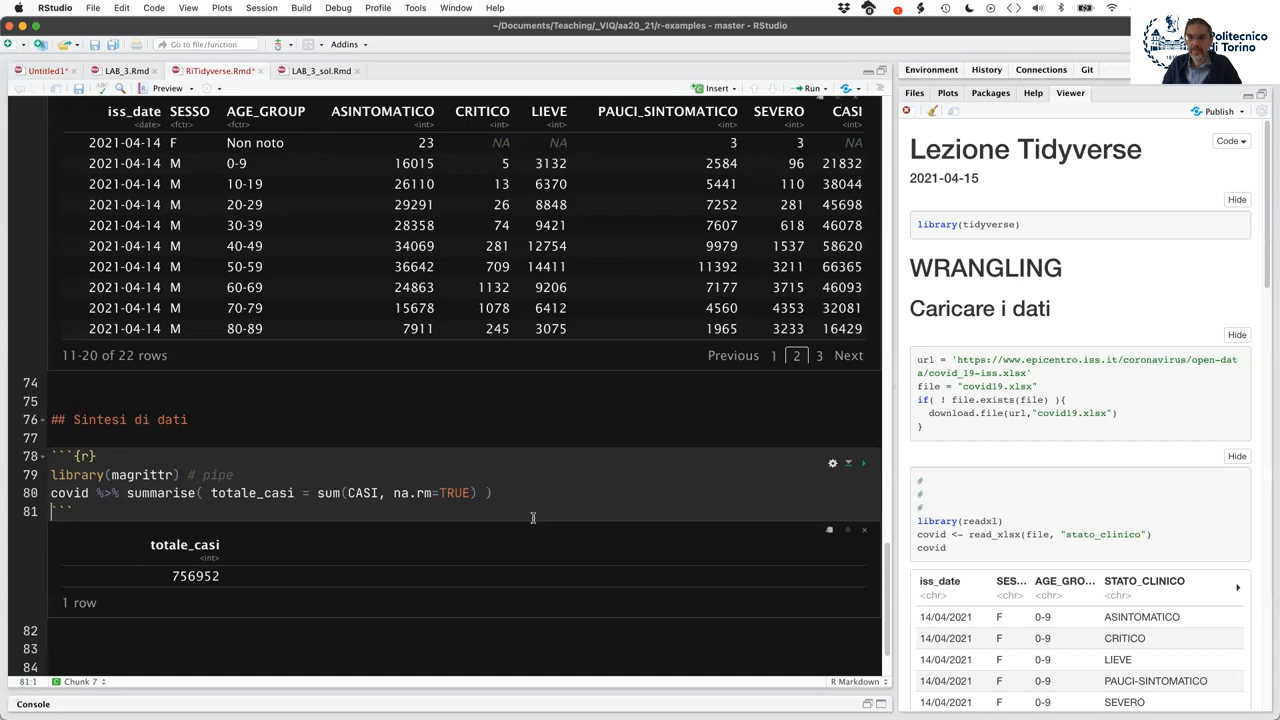 RStudio File Edit Code View Plots Session Build Debug Profile Tools Window Help
~/Documents/Teaching/_VIQ/aa20_21/r-examples - master - RStudio
Politecnico
di Torino
Go to file/function Addins
Untitled1* LAB_3.Rmd RiTidyverse.Rmd* LAB_3_sol.Rmd
Preview Insert Run
iss_date SESSO AGE_GROUP ASINTOMATICO CRITICO LIEVE PAUCI_SINTOMATICO SEVERO CASI
<date> <fctr> <fctr> <int> <int> <int> <int> <int> <int>
2021-04-14 F Non noto 23 NA NA 3 3 NA
2021-04-14 M 0-9 16015 5 3132 2584 96 21832
2021-04-14 M 10-19 26110 13 6370 5441 110 38044
2021-04-14 M 20-29 29291 26 8848 7252 281 45698
2021-04-14 M 30-39 28358 74 9421 7607 618 46078
2021-04-14 M 40-49 34069 281 12754 9979 1537 58620
2021-04-14 M 50-59 36642 709 14411 11392 3211 66365
2021-04-14 M 60-69 24863 1132 9206 7177 3715 46093
2021-04-14 M 70-79 15678 1078 6412 4560 4353 32081
2021-04-14 M 80-89 7911 245 3075 1965 3233 16429
11-20 of 22 rows Previous 1 2 3 Next
74
75
76 ## Sintesi di dati
77
78 ```{r}
79 library(magrittr) # pipe
80 covid %>% summarise( totale_casi = sum(CASI, na.rm=TRUE) )
81 ```
totale_casi
<int>
756952
1 row
82
83
84
81:1 Chunk 7 R Markdown
Console
Environment History Connections Git
Files Plots Packages Help Viewer
Publish
Lezione Tidyverse
Code
2021-04-15
Hide
library(tidyverse)
WRANGLING
Caricare i dati
Hide
url = 'https://www.epicentro.iss.it/coronavirus/open-dat
a/covid_19-iss.xlsx'
file = "covid19.xlsx"
if( ! file.exists(file) ){
download.file(url,"covid19.xlsx")
}
Hide
#
#
#
library(readxl)
covid <- read_xlsx(file, "stato_clinico")
covid
iss_date SES... AGE_GRO... STATO_CLINICO
<chr> <chr> <chr> <chr>
14/04/2021 F 0-9 ASINTOMATICO
14/04/2021 F 0-9 CRITICO
14/04/2021 F 0-9 LIEVE
14/04/2021 F 0-9 PAUCI-SINTOMATICO
14/04/2021 F 0-9 SEVERO